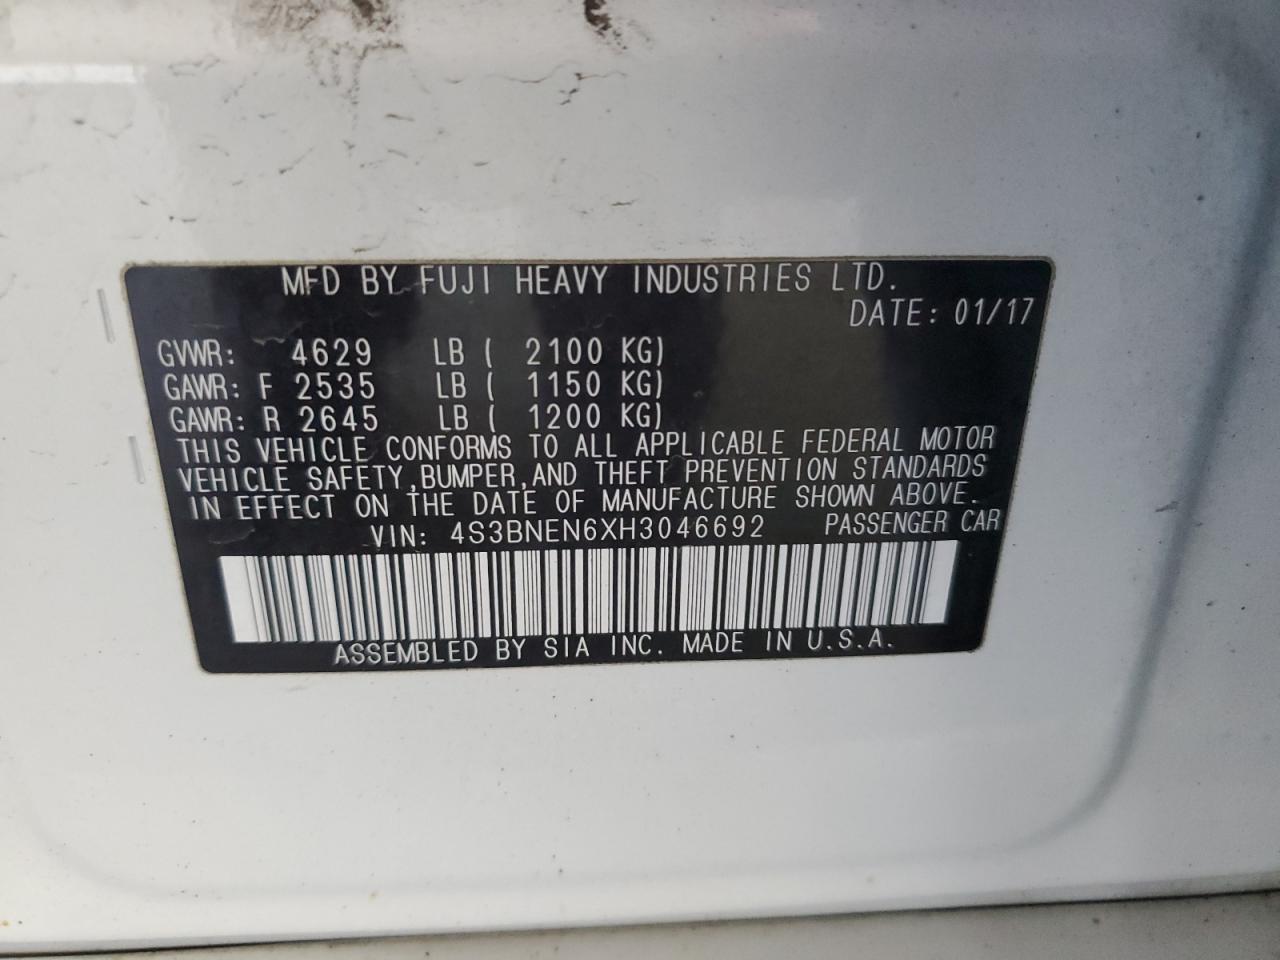 MFD BY FUJI HEAVY INDUSTRIES LTD.
DATE: 01/17
GVWR: 4629 LB ( 2100 KG)
GAWR: F 2535 LB ( 1150 KG)
GAWR: R 2645 LB ( 1200 KG)
THIS VEHICLE CONFORMS TO ALL APPLICABLE FEDERAL MOTOR
VEHICLE SAFETY, BUMPER, AND THEFT PREVENTION STANDARDS
IN EFFECT ON THE DATE OF MANUFACTURE SHOWN ABOVE.
VIN: 4S3BNEN6XH3046692 PASSENGER CAR
ASSEMBLED BY SIA INC. MADE IN U.S.A.